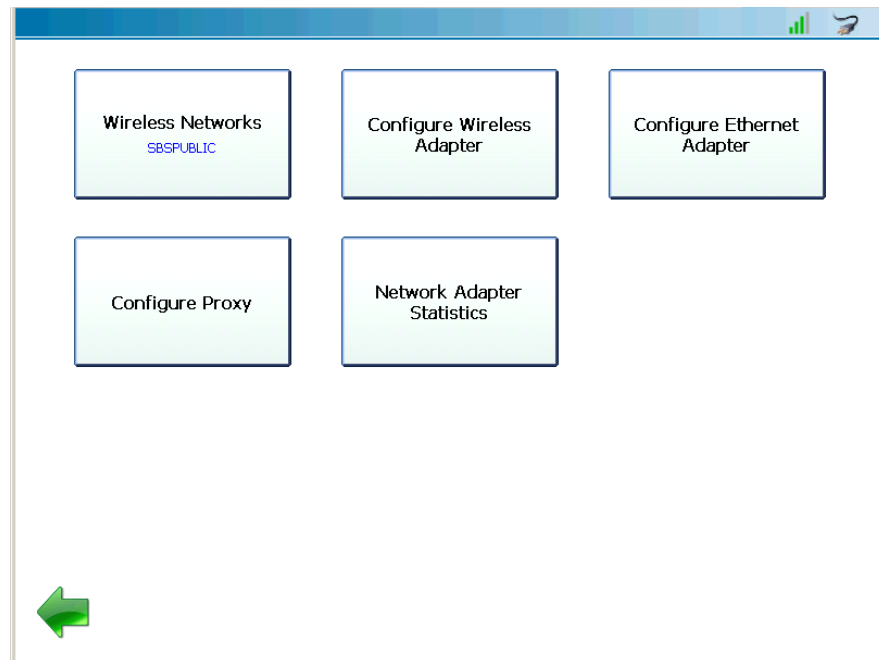 Wireless Networks
SBSPUBLIC
Configure Wireless
Adapter
Configure Ethernet
Adapter
Configure Proxy
Network Adapter
Statistics